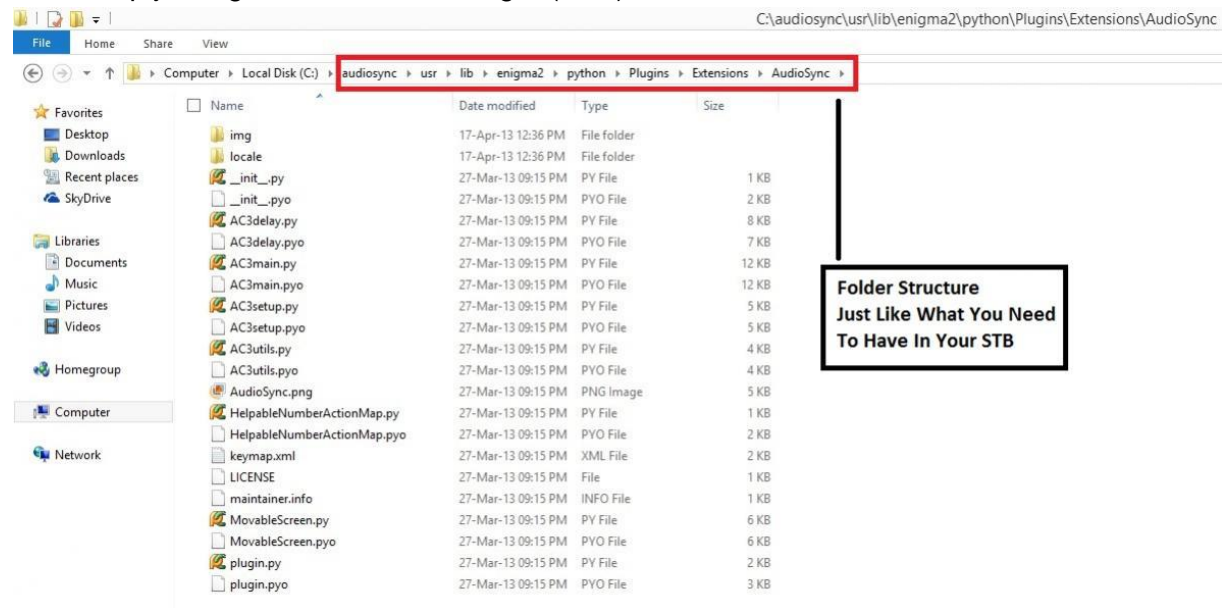 C:\audiosync\usr\lib\enigma2\python\Plugins\Extensions\AudioSync
File Home Share View
Computer Local Disk (C:) audiosync usr lib enigma2 python Plugins Extensions AudioSync
Name Date modified Type Size
Favorites
Desktop
Downloads
Recent places
SkyDrive
Libraries
Documents
Music
Pictures
Videos
Homegroup
Computer
Network
img 17-Apr-13 12:36 PM File folder
locale 17-Apr-13 12:36 PM File folder
__init__.py 27-Mar-13 09:15 PM PY File 1 KB
__init__.pyo 27-Mar-13 09:15 PM PYO File 2 KB
AC3delay.py 27-Mar-13 09:15 PM PY File 8 KB
AC3delay.pyo 27-Mar-13 09:15 PM PYO File 7 KB
AC3main.py 27-Mar-13 09:15 PM PY File 12 KB
AC3main.pyo 27-Mar-13 09:15 PM PYO File 12 KB
AC3setup.py 27-Mar-13 09:15 PM PY File 5 KB
AC3setup.pyo 27-Mar-13 09:15 PM PYO File 5 KB
AC3utils.py 27-Mar-13 09:15 PM PY File 4 KB
AC3utils.pyo 27-Mar-13 09:15 PM PYO File 4 KB
AudioSync.png 27-Mar-13 09:15 PM PNG Image 5 KB
HelpableNumberActionMap.py 27-Mar-13 09:15 PM PY File 1 KB
HelpableNumberActionMap.pyo 27-Mar-13 09:15 PM PYO File 2 KB
keymap.xml 27-Mar-13 09:15 PM XML File 2 KB
LICENSE 27-Mar-13 09:15 PM File 1 KB
maintainer.info 27-Mar-13 09:15 PM INFO File 1 KB
MovableScreen.py 27-Mar-13 09:15 PM PY File 6 KB
MovableScreen.pyo 27-Mar-13 09:15 PM PYO File 6 KB
plugin.py 27-Mar-13 09:15 PM PY File 2 KB
plugin.pyo 27-Mar-13 09:15 PM PYO File 3 KB
Folder Structure
Just Like What You Need
To Have In Your STB